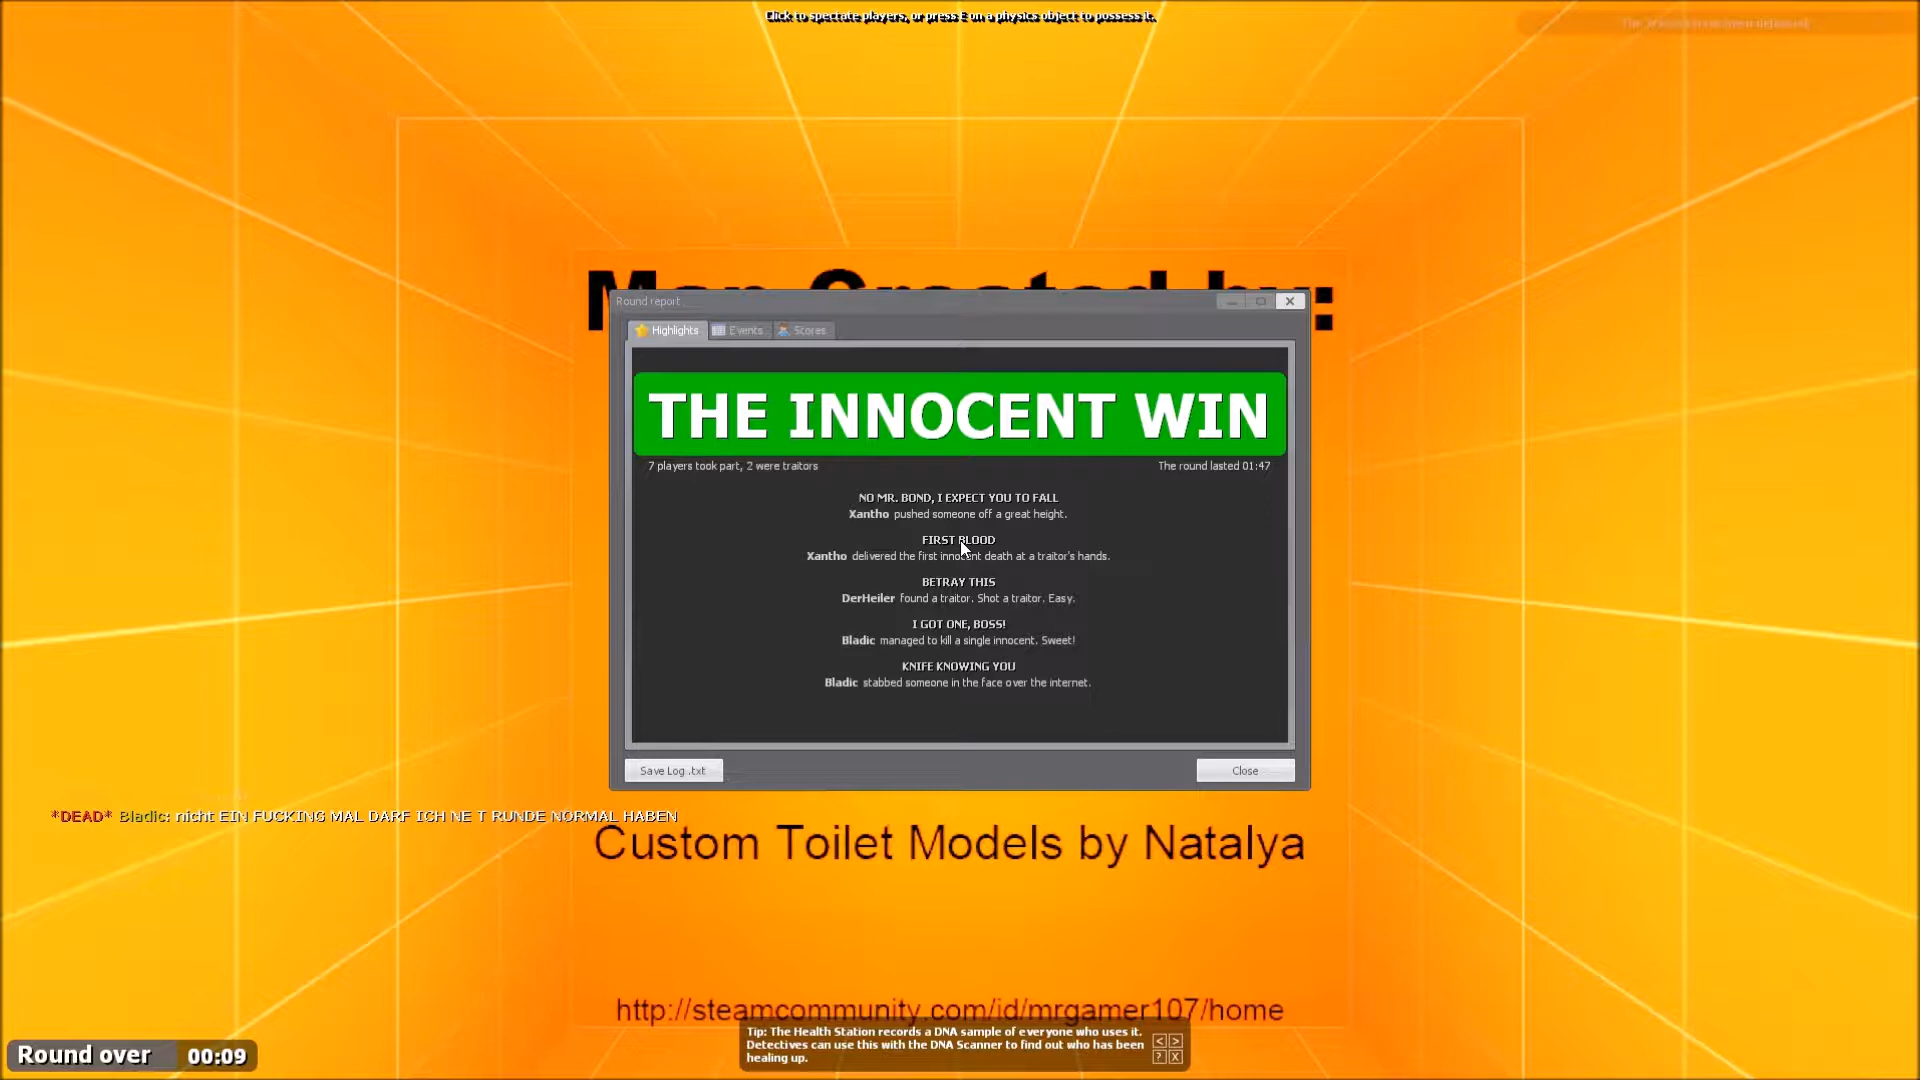 Click to spectate players, or press E on a physics object to possess it.
Map Created by:
Round report
Highlights Events Scores
THE INNOCENT WIN
7 players took part, 2 were traitors The round lasted 01:47
NO MR. BOND, I EXPECT YOU TO FALL
Xantho pushed someone off a great height.
FIRST BLOOD
Xantho delivered the first innocent death at a traitor's hands.
BETRAY THIS
DerHeiler found a traitor. Shot a traitor. Easy.
I GOT ONE, BOSS!
Bladic managed to kill a single innocent. Sweet!
KNIFE KNOWING YOU
Bladic stabbed someone in the face over the internet.
Save Log .txt Close
*DEAD* Bladic: nicht EIN FUCKING MAL DARF ICH NE T RUNDE NORMAL HABEN
Custom Toilet Models by Natalya
http://steamcommunity.com/id/mrgamer107/home
Tip: The Health Station records a DNA sample of everyone who uses it.
Detectives can use this with the DNA Scanner to find out who has been
healing up.
< >
? X
Round over 00:09